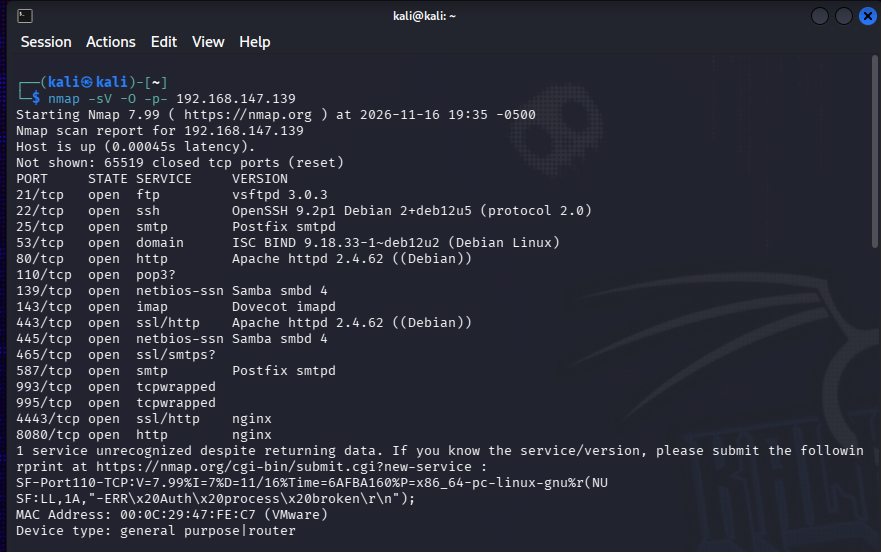 kali@kali: ~
Session Actions Edit View Help
┌──(kali㉿kali)-[~]
└─$ nmap -sV -O -p- 192.168.147.139
Starting Nmap 7.99 ( https://nmap.org ) at 2026-11-16 19:35 -0500
Nmap scan report for 192.168.147.139
Host is up (0.00045s latency).
Not shown: 65519 closed tcp ports (reset)
PORT     STATE SERVICE     VERSION
21/tcp   open  ftp         vsftpd 3.0.3
22/tcp   open  ssh         OpenSSH 9.2p1 Debian 2+deb12u5 (protocol 2.0)
25/tcp   open  smtp        Postfix smtpd
53/tcp   open  domain      ISC BIND 9.18.33-1~deb12u2 (Debian Linux)
80/tcp   open  http        Apache httpd 2.4.62 ((Debian))
110/tcp  open  pop3?
139/tcp  open  netbios-ssn Samba smbd 4
143/tcp  open  imap        Dovecot imapd
443/tcp  open  ssl/http    Apache httpd 2.4.62 ((Debian))
445/tcp  open  netbios-ssn Samba smbd 4
465/tcp  open  ssl/smtps?
587/tcp  open  smtp        Postfix smtpd
993/tcp  open  tcpwrapped
995/tcp  open  tcpwrapped
4443/tcp open  ssl/http    nginx
8080/tcp open  http        nginx
1 service unrecognized despite returning data. If you know the service/version, please submit the followin
rprint at https://nmap.org/cgi-bin/submit.cgi?new-service :
SF-Port110-TCP:V=7.99%I=7%D=11/16%Time=6AFBA160%P=x86_64-pc-linux-gnu%r(NU
SF:LL,1A,"-ERR\x20Auth\x20process\x20broken\r\n");
MAC Address: 00:0C:29:47:FE:C7 (VMware)
Device type: general purpose|router